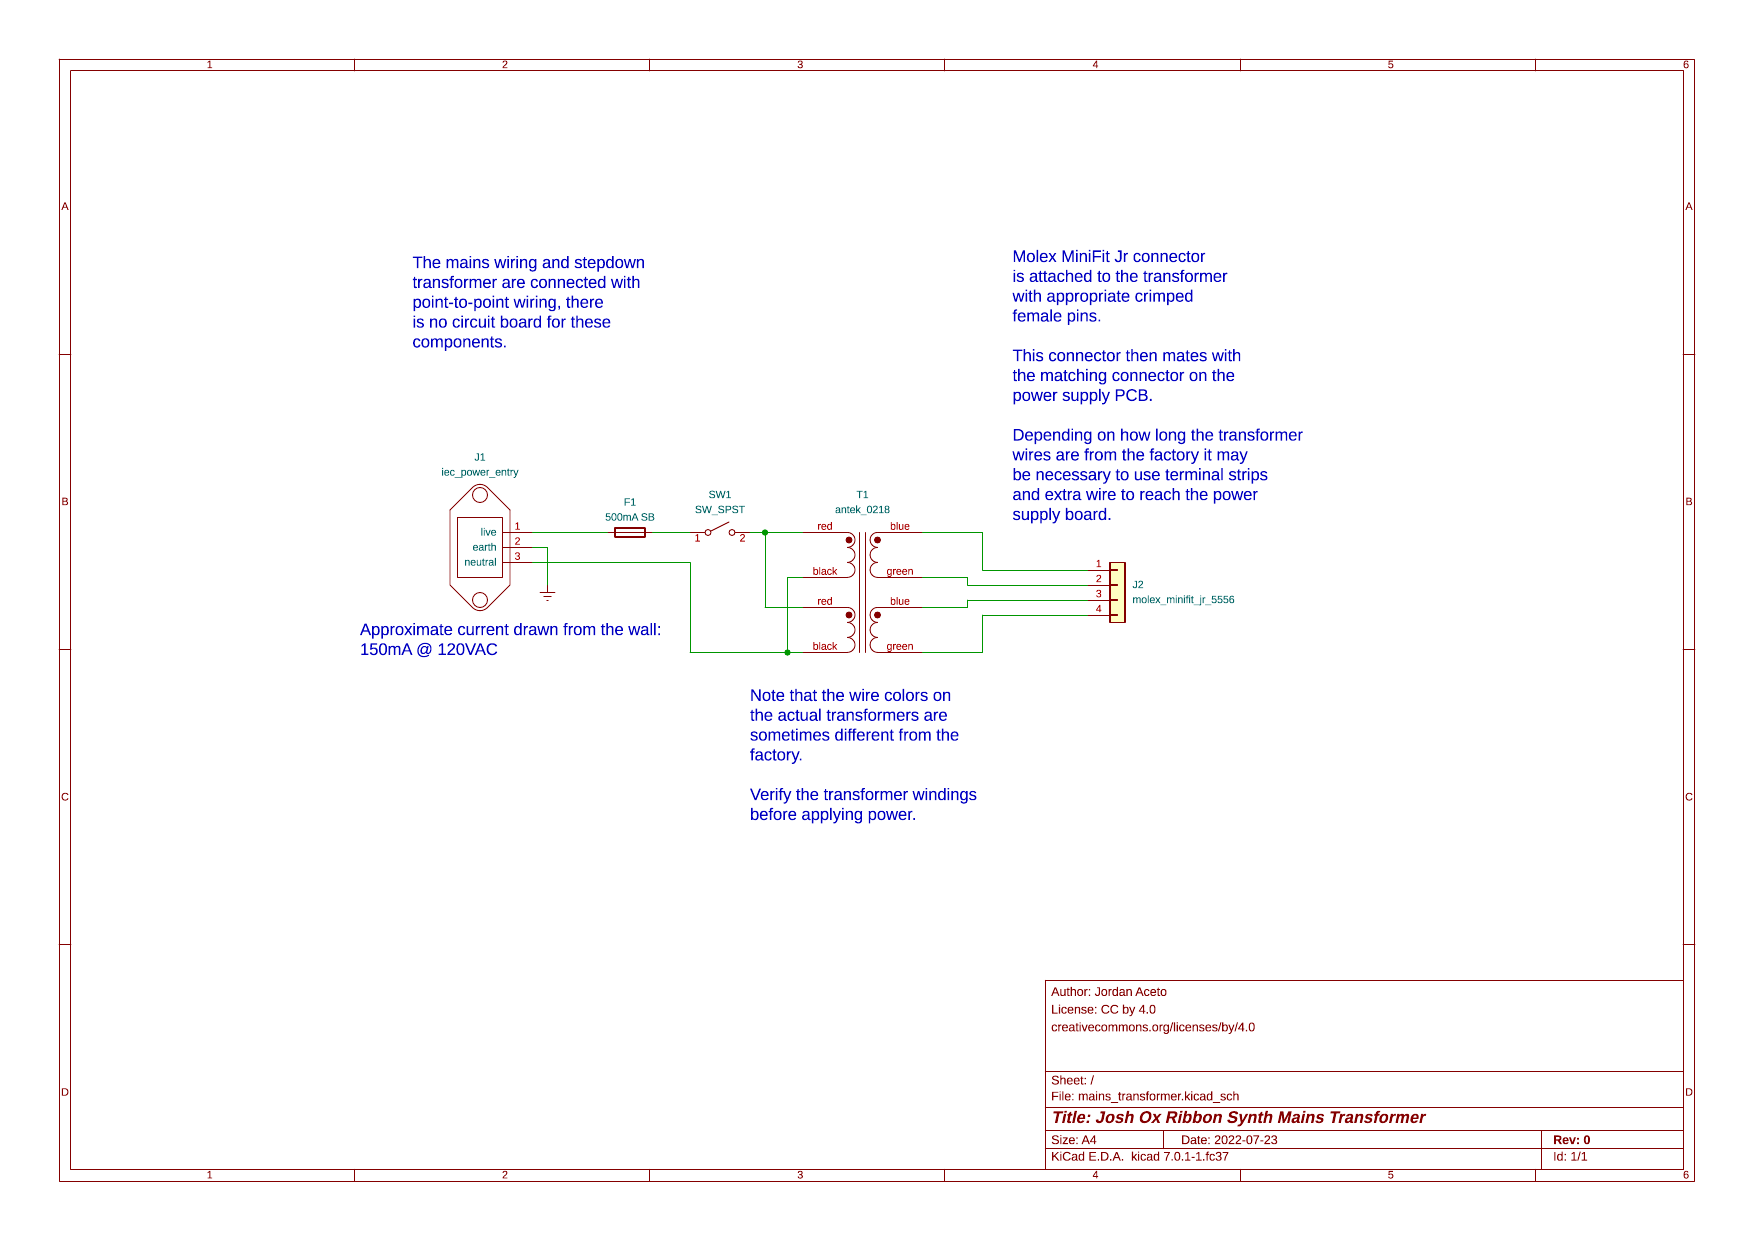 1 2 3 4 5 6
A A
The mains wiring and stepdown
transformer are connected with
point-to-point wiring, there
is no circuit board for these
components.
Molex MiniFit Jr connector
is attached to the transformer
with appropriate crimped
female pins.
This connector then mates with
the matching connector on the
power supply PCB.
Depending on how long the transformer
wires are from the factory it may
be necessary to use terminal strips
and extra wire to reach the power
supply board.
B B
J1
iec_power_entry
live 1
earth 2
neutral 3
F1
500mA SB
SW1
SW_SPST
1 2
T1
antek_0218
red blue
black green
red blue
black green
1
2
3
4
J2
molex_minifit_jr_5556
Approximate current drawn from the wall:
150mA @ 120VAC
Note that the wire colors on
the actual transformers are
sometimes different from the
factory.
Verify the transformer windings
before applying power.
C C
D D
Author: Jordan Aceto
License: CC by 4.0
creativecommons.org/licenses/by/4.0
Sheet: /
File: mains_transformer.kicad_sch
Title: Josh Ox Ribbon Synth Mains Transformer
Size: A4 Date: 2022-07-23 Rev: 0
KiCad E.D.A. kicad 7.0.1-1.fc37 Id: 1/1
1 2 3 4 5 6